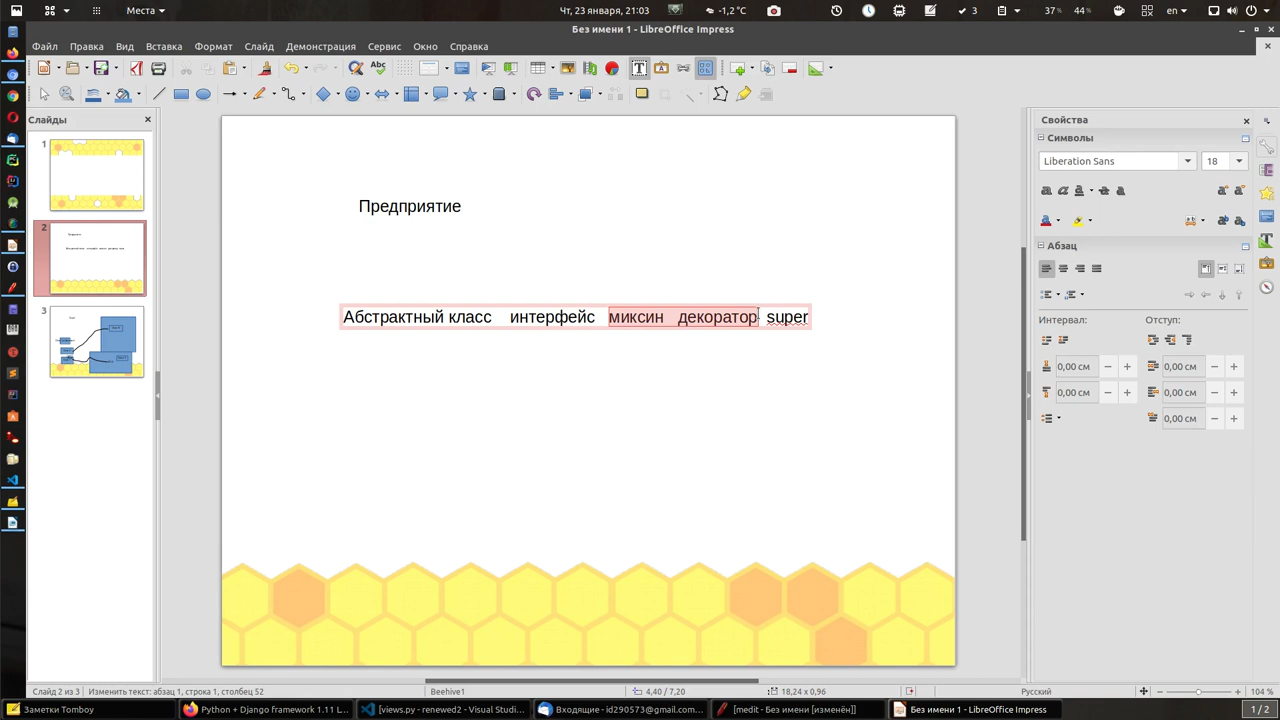 Места
Чт, 23 января, 21:03
-1,2 °C
3
37 %
44 %
en
Без имени 1 - LibreOffice Impress
Файл Правка Вид Вставка Формат Слайд Демонстрация Сервис Окно Справка
Слайды
1
2
3
Предприятие
Абстрактный класс интерфейс миксин декоратор super
Свойства
Символы
Liberation Sans 18
Абзац
Интервал: Отступ:
0,00 см 0,00 см
0,00 см 0,00 см
0,00 см
Слайд 2 из 3 Изменить текст: абзац 1, строка 1, столбец 52 Beehive1 4,40 / 7,20 18,24 x 0,96 Русский 104 %
Заметки Tomboy Python + Django framework 1.11 L... [views.py - renewed2 - Visual Studi... Входящие - id290573@gmail.com... [medit - Без имени [изменён]] Без имени 1 - LibreOffice Impress 1 / 2